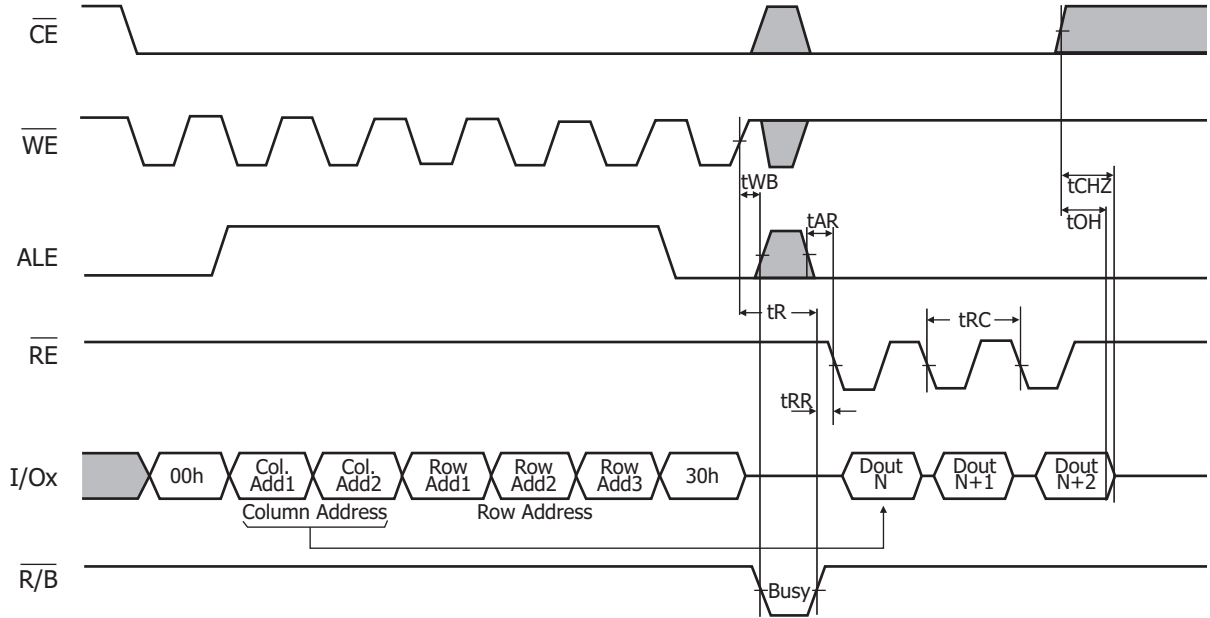 CE
WE
tWB
tCHZ
tOH
tAR
ALE
tR
tRC
RE
tRR
I/Ox
00h
Col.
Add1
Col.
Add2
Row
Add1
Row
Add2
Row
Add3
30h
Dout
N
Dout
N+1
Dout
N+2
Column Address
Row Address
R/B
Busy